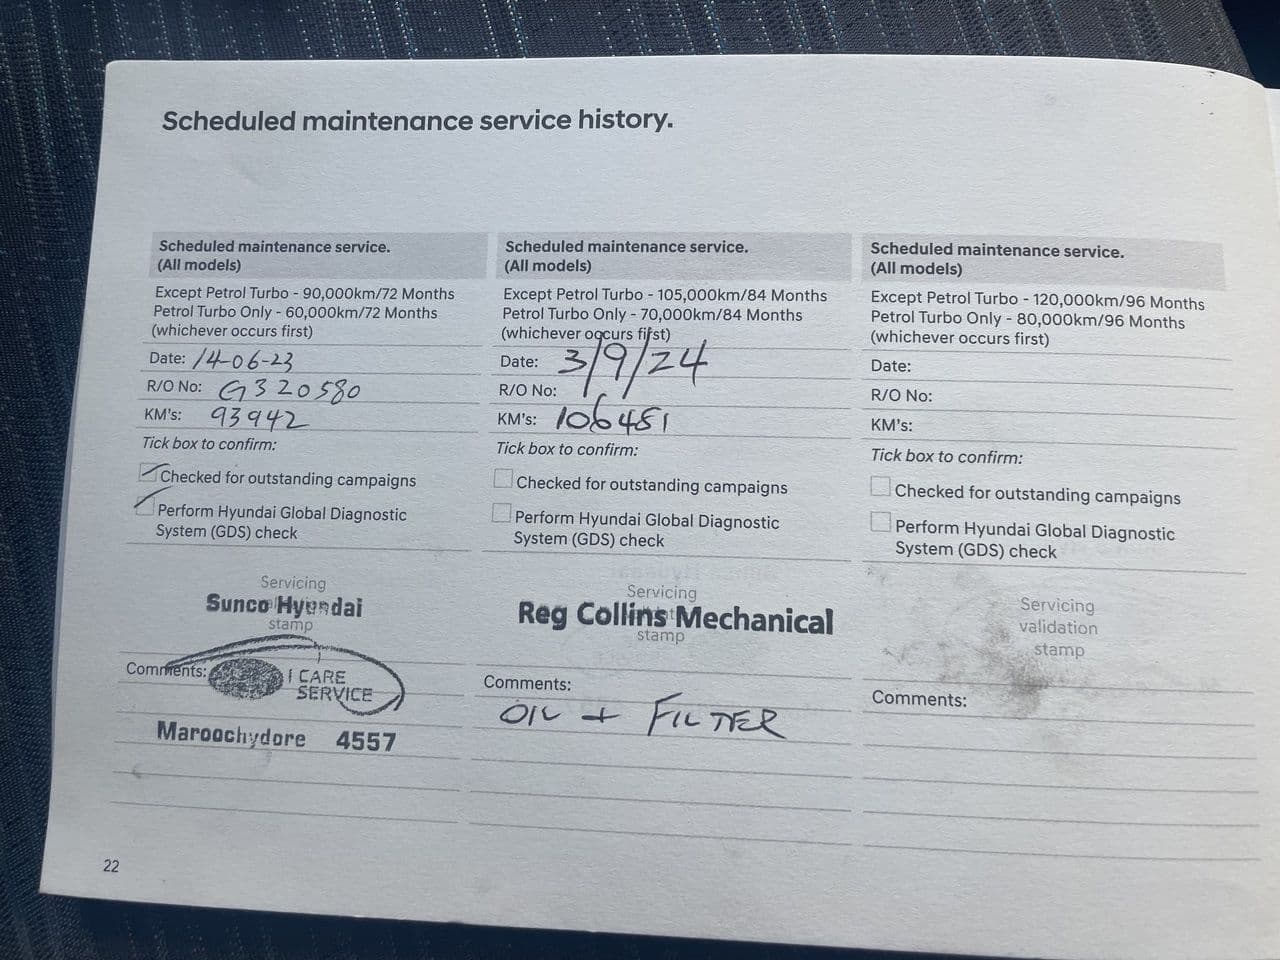 Scheduled maintenance service history.
Scheduled maintenance service.
(All models)
Except Petrol Turbo - 90,000km/72 Months
Petrol Turbo Only - 60,000km/72 Months
(whichever occurs first)
Date: 14-06-23
R/O No: G320580
KM's: 93942
Tick box to confirm:
Checked for outstanding campaigns
Perform Hyundai Global Diagnostic
System (GDS) check
Servicing
Sunco Hyundai
stamp
Comments:
I CARE
SERVICE
Maroochydore 4557
Scheduled maintenance service.
(All models)
Except Petrol Turbo - 105,000km/84 Months
Petrol Turbo Only - 70,000km/84 Months
(whichever occurs first)
Date: 3/9/24
R/O No:
KM's: 106481
Tick box to confirm:
Checked for outstanding campaigns
Perform Hyundai Global Diagnostic
System (GDS) check
Servicing
Reg Collins Mechanical
stamp
Comments:
OIL + FILTER
Scheduled maintenance service.
(All models)
Except Petrol Turbo - 120,000km/96 Months
Petrol Turbo Only - 80,000km/96 Months
(whichever occurs first)
Date:
R/O No:
KM's:
Tick box to confirm:
Checked for outstanding campaigns
Perform Hyundai Global Diagnostic
System (GDS) check
Servicing
validation
stamp
Comments:
22